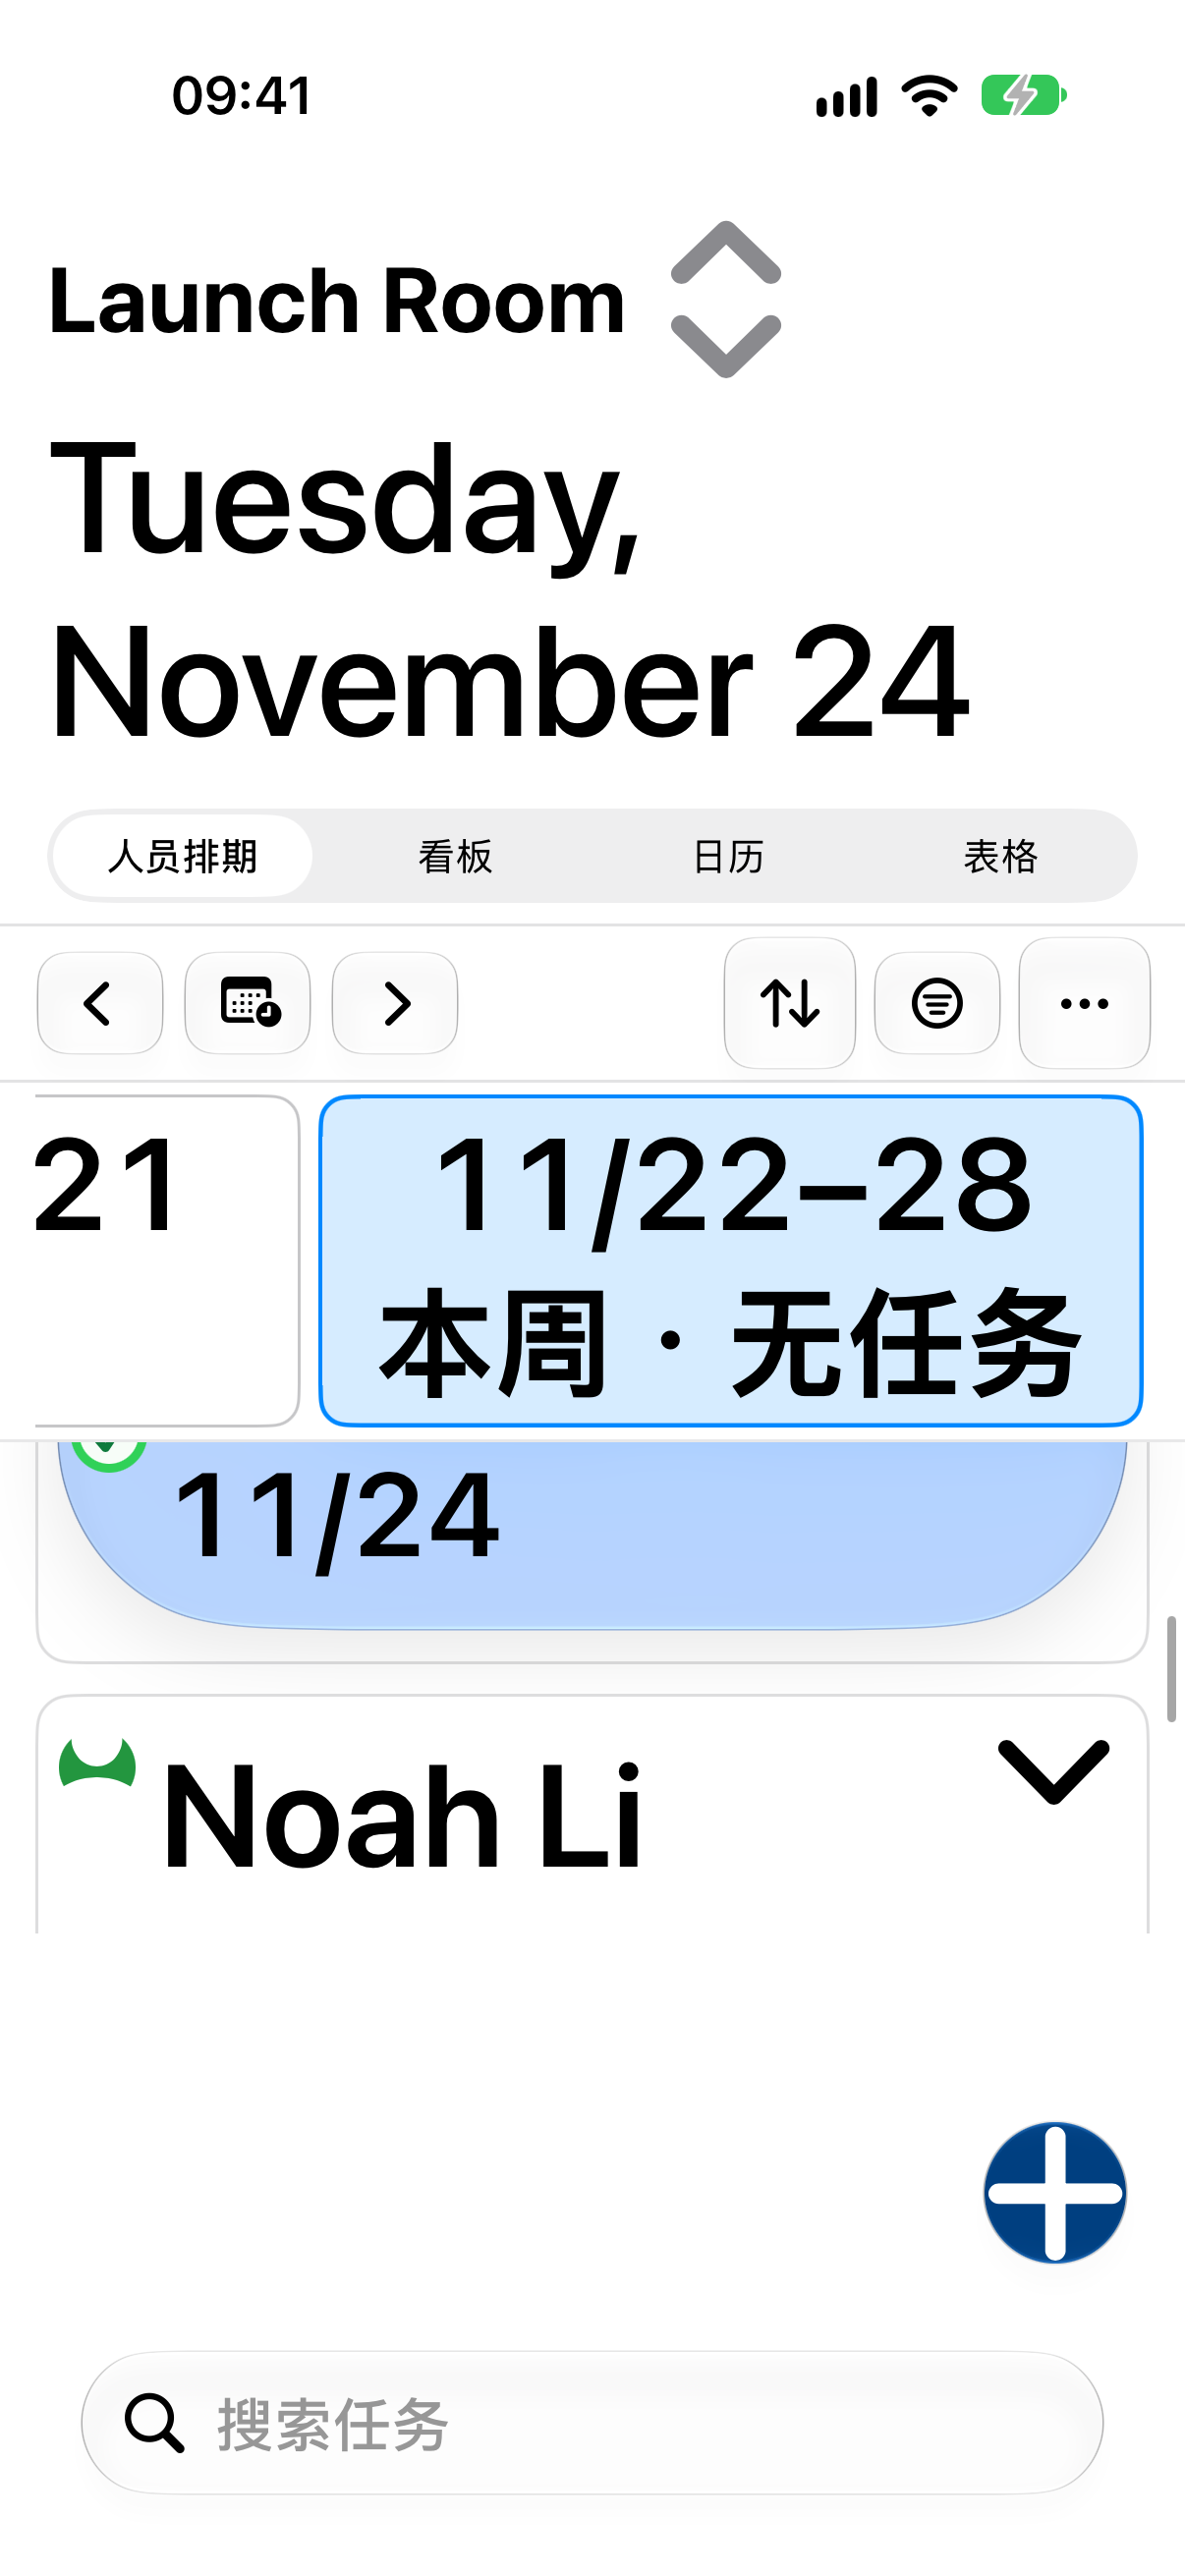 09:41
Launch Room
Tuesday,
November 24
人员排期 看板 日历 表格
21
11/22–28
本周 · 无任务
11/24
Noah Li
搜索任务